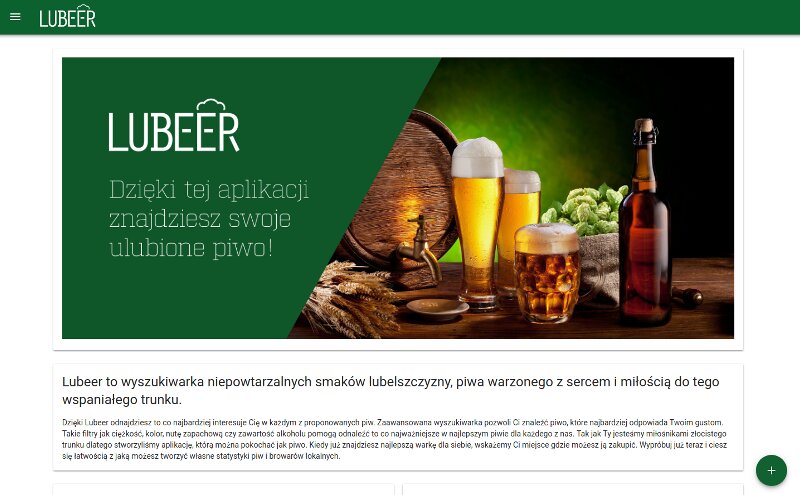 LUBEER
LUBEER
Dzięki tej aplikacji
znajdziesz swoje
ulubione piwo!
Lubeer to wyszukiwarka niepowtarzalnych smaków lubelszczyzny, piwa warzonego z sercem i miłością do tego
wspaniałego trunku.
Dzięki Lubeer odnajdziesz to co najbardziej interesuje Cię w każdym z proponowanych piw. Zaawansowana wyszukiwarka pozwoli Ci znaleźć piwo, które najbardziej odpowiada Twoim gustom.
Takie filtry jak ciężkość, kolor, nutę zapachową czy zawartość alkoholu pomogą odnaleźć to co najważniejsze w najlepszym piwie dla każdego z nas. Tak jak Ty jesteśmy miłośnikami złocistego
trunku dlatego stworzyliśmy aplikację, którą można pokochać jak piwo. Kiedy już znajdziesz najlepszą warkę dla siebie, wskażemy Ci miejsce gdzie możesz ją zakupić. Wypróbuj już teraz i ciesz
się łatwością z jaką możesz tworzyć własne statystyki piw i browarów lokalnych.